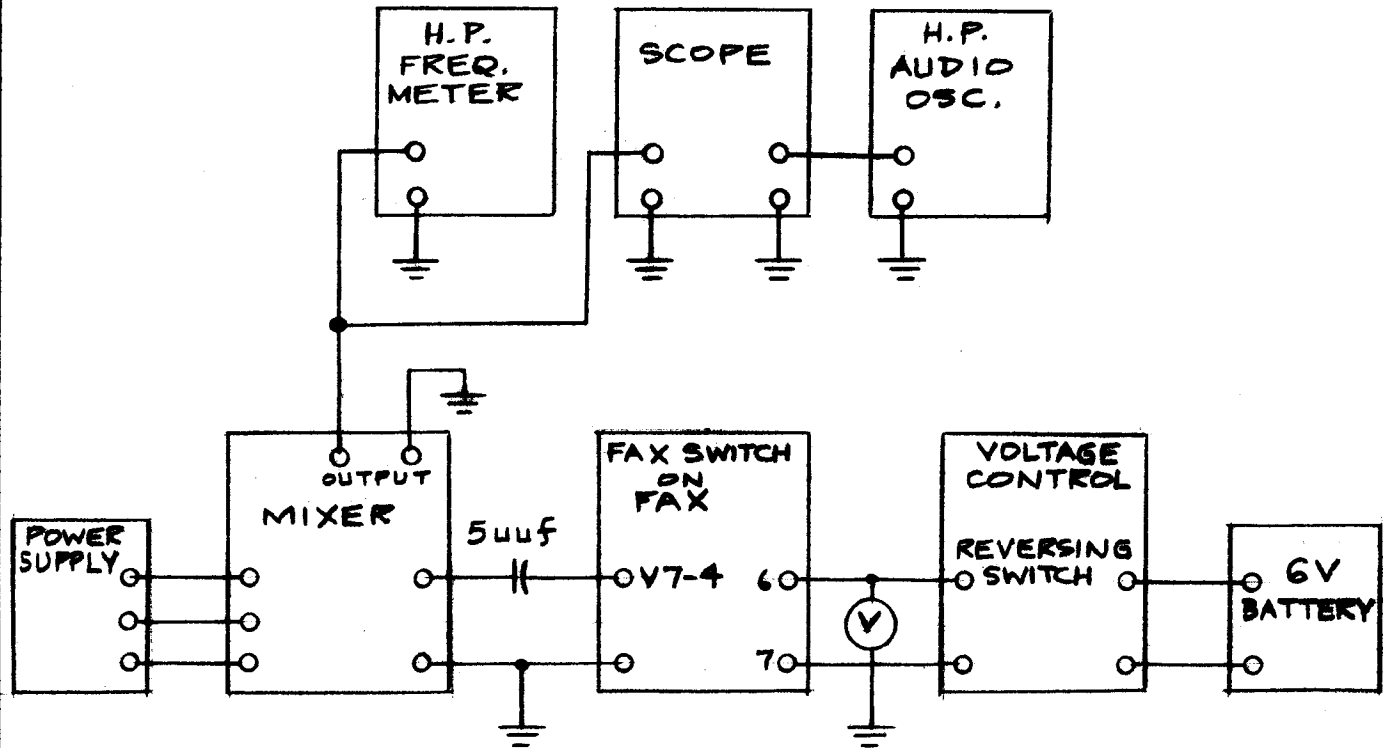 H.P.
FREQ.
METER
SCOPE
H.P.
AUDIO
OSC.
OUTPUT
MIXER
POWER
SUPPLY
5uuf
FAX SWITCH
ON
FAX
V7-4
6
7
V
VOLTAGE
CONTROL
REVERSING
SWITCH
6V
BATTERY